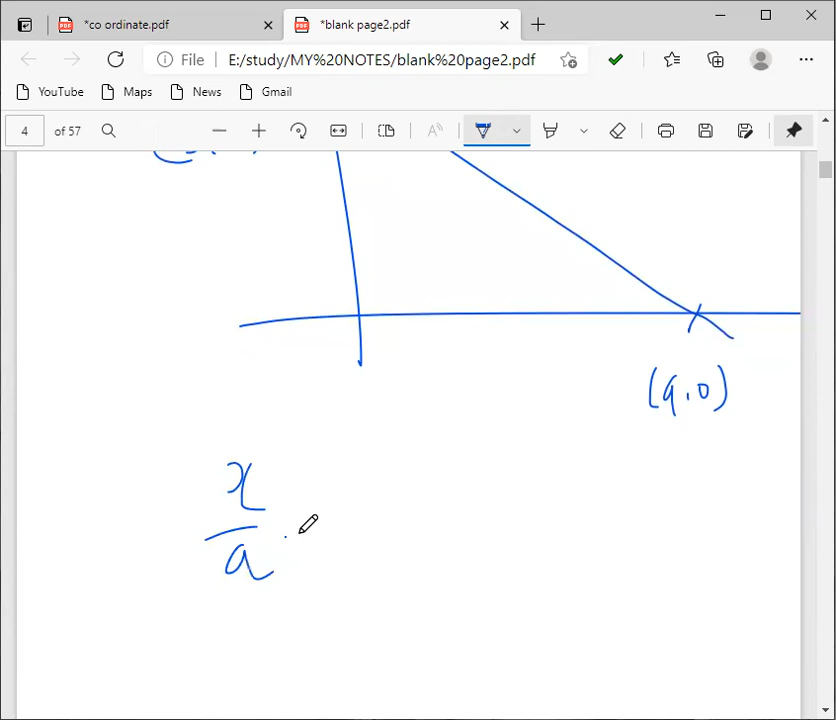 *co ordinate.pdf
*blank page2.pdf
File E:/study/MY%20NOTES/blank%20page2.pdf
YouTube Maps News Gmail
4 of 57
(a,0)
x
a